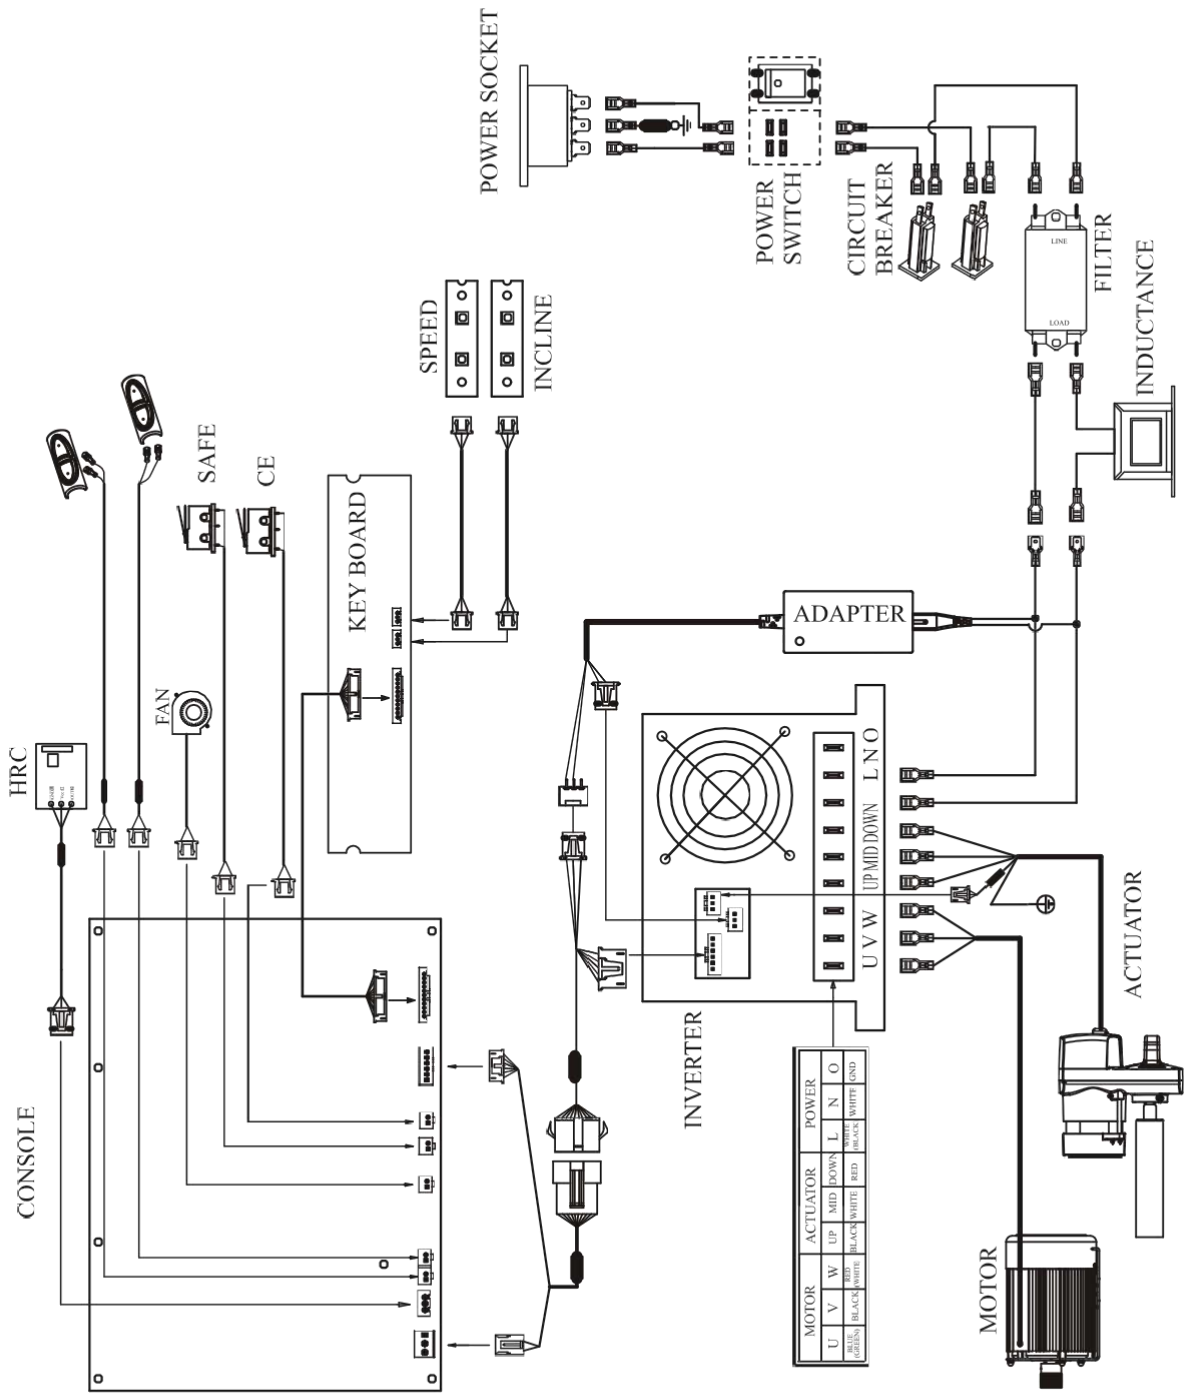 POWER SOCKET
POWER
SWITCH
CIRCUIT
BREAKER
LINE
LOAD
FILTER
INDUCTANCE
SPEED
INCLINE
SAFE
CE
KEY BOARD
FAN
HRC
CONSOLE
ADAPTER
U V W UP MID DOWN L N O
INVERTER
ACTUATOR
MOTOR
MOTOR ACTUATOR POWER
U V W UP MID DOWN L N O
BLUE (GREEN) BLACK RED (WHITE) BLACK WHITE RED WHITE (BLACK) WHITE GND